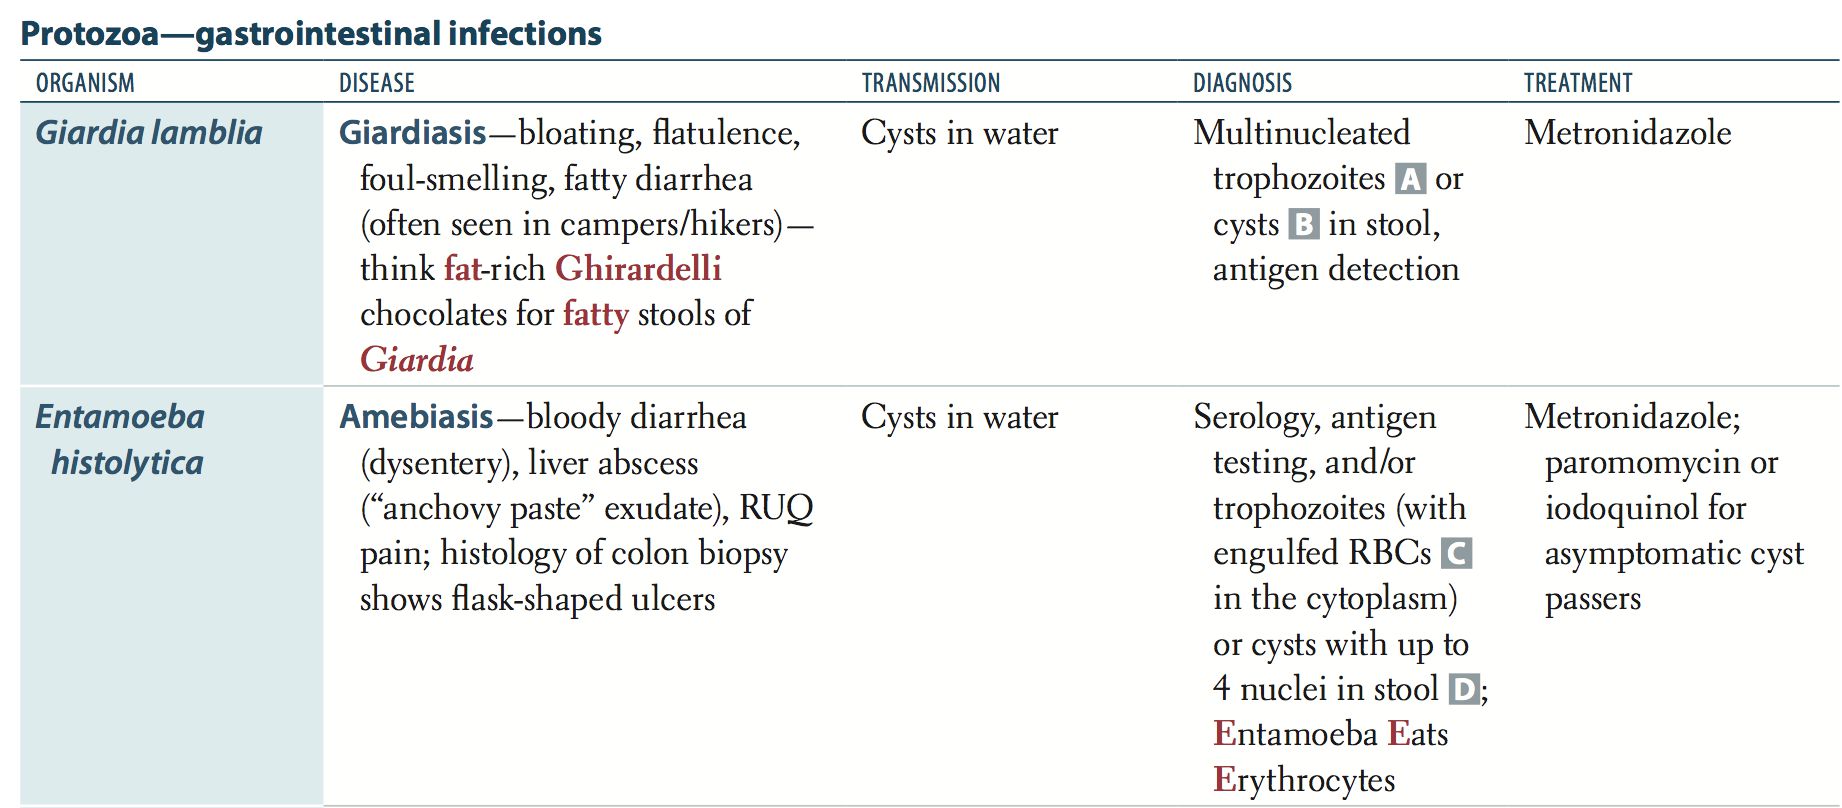 Protozoa—gastrointestinal infections
ORGANISM DISEASE TRANSMISSION DIAGNOSIS TREATMENT
Giardia lamblia
Giardiasis—bloating, flatulence,
foul-smelling, fatty diarrhea
(often seen in campers/hikers)—
think fat-rich Ghirardelli
chocolates for fatty stools of
Giardia
Cysts in water
Multinucleated
trophozoites A or
cysts B in stool,
antigen detection
Metronidazole
Entamoeba
histolytica
Amebiasis—bloody diarrhea
(dysentery), liver abscess
(“anchovy paste” exudate), RUQ
pain; histology of colon biopsy
shows flask-shaped ulcers
Cysts in water
Serology, antigen
testing, and/or
trophozoites (with
engulfed RBCs C
in the cytoplasm)
or cysts with up to
4 nuclei in stool D;
Entamoeba Eats
Erythrocytes
Metronidazole;
paromomycin or
iodoquinol for
asymptomatic cyst
passers